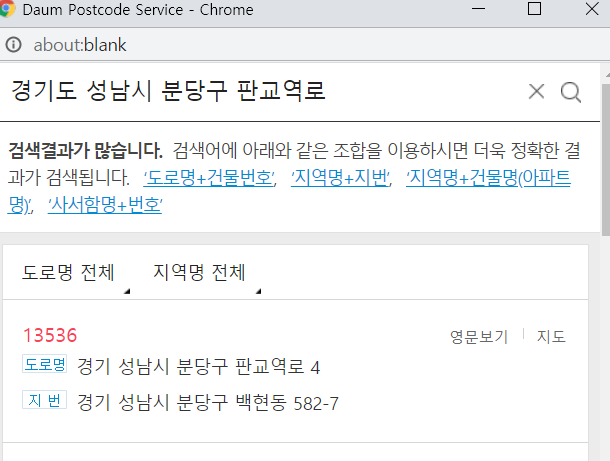 Daum Postcode Service - Chrome
about:blank
경기도 성남시 분당구 판교역로
검색결과가 많습니다. 검색어에 아래와 같은 조합을 이용하시면 더욱 정확한 결
과가 검색됩니다. '도로명+건물번호', '지역명+지번', '지역명+건물명(아파트
명)', '사서함명+번호'
도로명 전체 지역명 전체
13536 영문보기 지도
도로명 경기 성남시 분당구 판교역로 4
지 번 경기 성남시 분당구 백현동 582-7